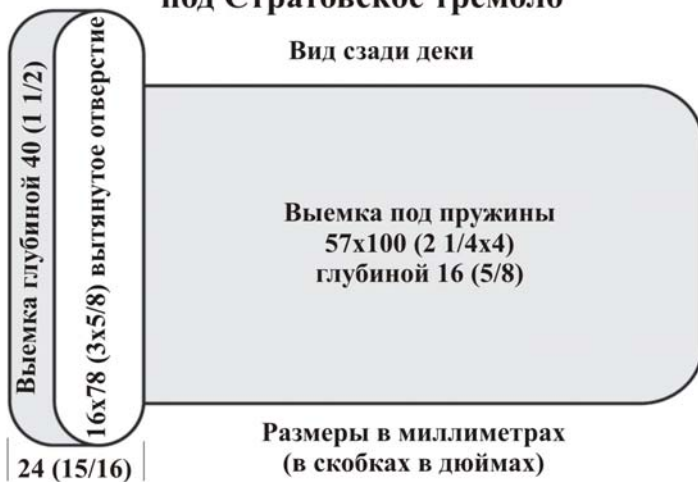 под Стратовское тремоло
Вид сзади деки
Выемка глубиной 40 (1 1/2)
16x78 (3x5/8) вытянутое отверстие
Выемка под пружины
57x100 (2 1/4x4)
глубиной 16 (5/8)
Размеры в миллиметрах
(в скобках в дюймах)
24 (15/16)